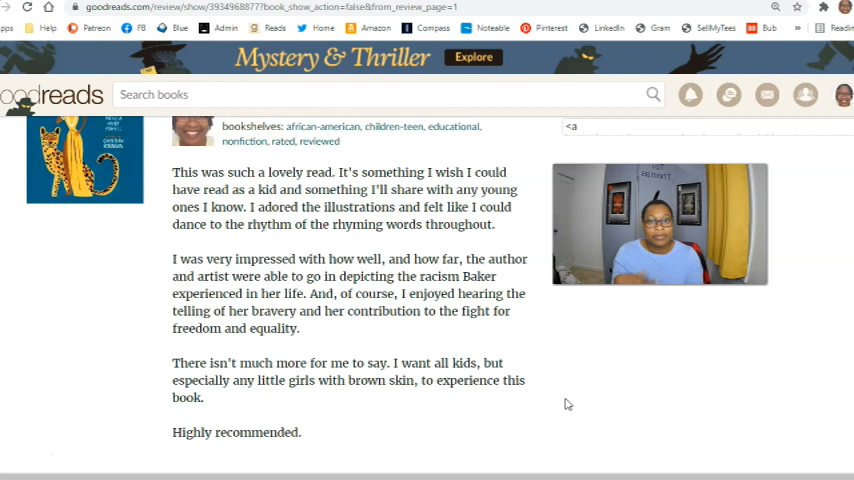 goodreads.com/review/show/3934968877?book_show_action=false&from_review_page=1
Help Patreon FB Blue Admin Reads Twitter Home Amazon Compass Noteable Pinterest LinkedIn Gram SellMyTees Bub » Readin
Mystery & Thriller Explore
oodreads Search books
bookshelves: african-american, children-teen, educational,
nonfiction, rated, reviewed
<a
This was such a lovely read. It's something I wish I could
have read as a kid and something I'll share with any young
ones I know. I adored the illustrations and felt like I could
dance to the rhythm of the rhyming words throughout.
I was very impressed with how well, and how far, the author
and artist were able to go in depicting the racism Baker
experienced in her life. And, of course, I enjoyed hearing the
telling of her bravery and her contribution to the fight for
freedom and equality.
There isn't much more for me to say. I want all kids, but
especially any little girls with brown skin, to experience this
book.
Highly recommended.